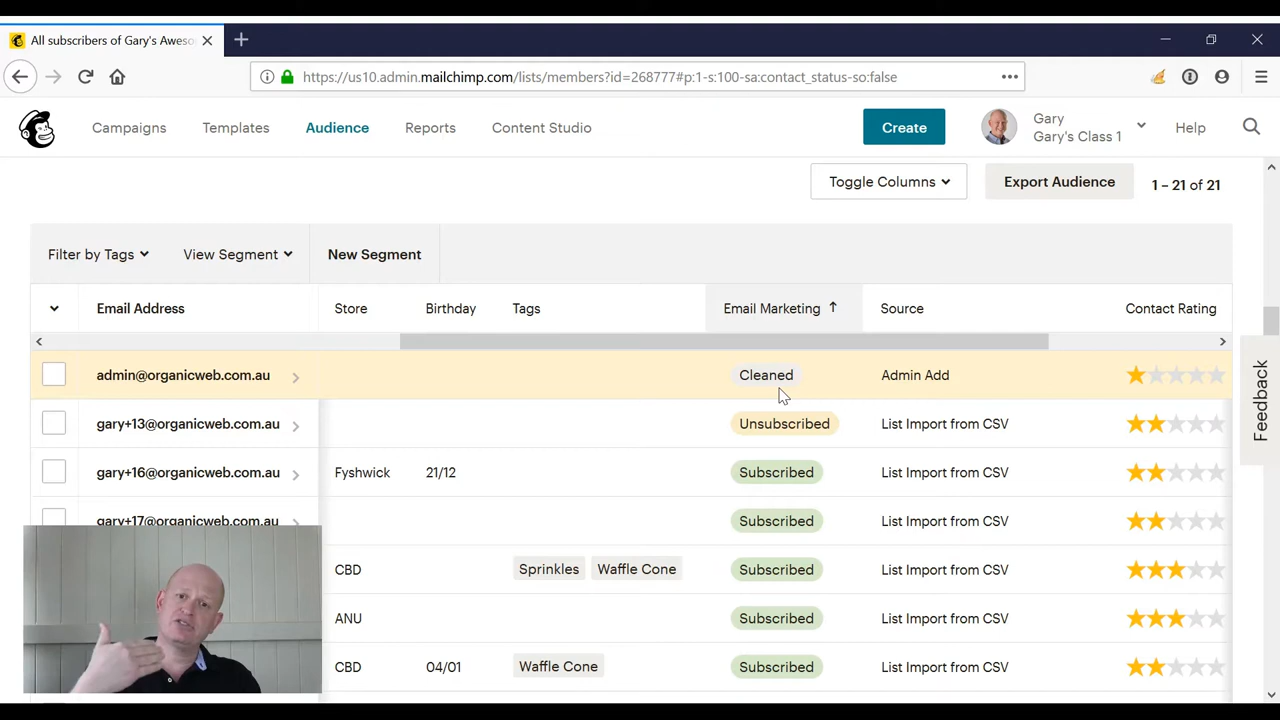 All subscribers of Gary's Aweso
https://us10.admin.mailchimp.com/lists/members?id=268777#p:1-s:100-sa:contact_status-so:false
Campaigns Templates Audience Reports Content Studio Create Gary Help
Gary's Class 1
Toggle Columns Export Audience 1 – 21 of 21
Filter by Tags View Segment New Segment
Email Address Store Birthday Tags Email Marketing Source Contact Rating
admin@organicweb.com.au Cleaned Admin Add
gary+13@organicweb.com.au Unsubscribed List Import from CSV
gary+16@organicweb.com.au Fyshwick 21/12 Subscribed List Import from CSV
gary+17@organicweb.com.au Subscribed List Import from CSV
CBD Sprinkles Waffle Cone Subscribed List Import from CSV
ANU Subscribed List Import from CSV
CBD 04/01 Waffle Cone Subscribed List Import from CSV
Feedback